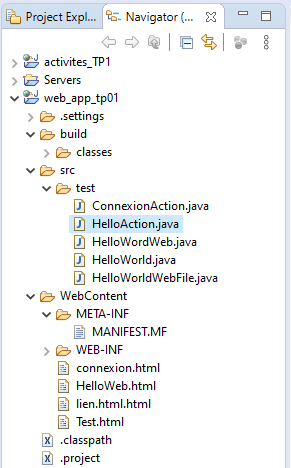 Project Expl...
Navigator (...
activites_TP1
Servers
web_app_tp01
.settings
build
classes
src
test
ConnexionAction.java
HelloAction.java
HelloWordWeb.java
HelloWorld.java
HelloWorldWebFile.java
WebContent
META-INF
MANIFEST.MF
WEB-INF
connexion.html
HelloWeb.html
lien.html.html
Test.html
.classpath
.project